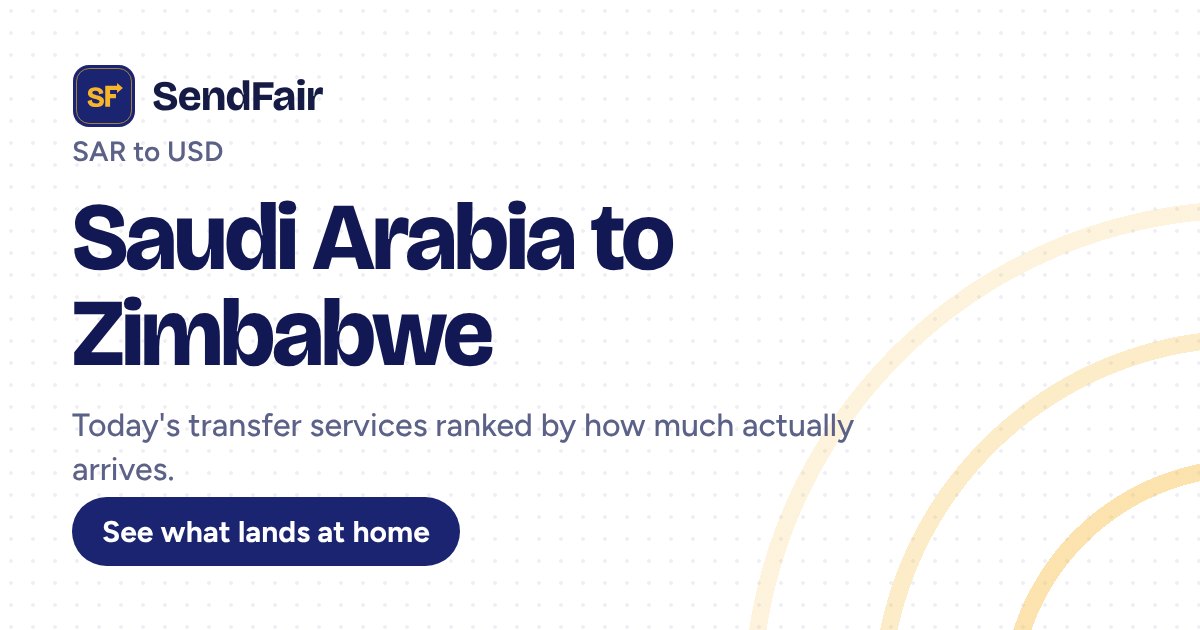 SF
SendFair
SAR to USD
Saudi Arabia to
Zimbabwe
Today's transfer services ranked by how much actually
arrives.
See what lands at home